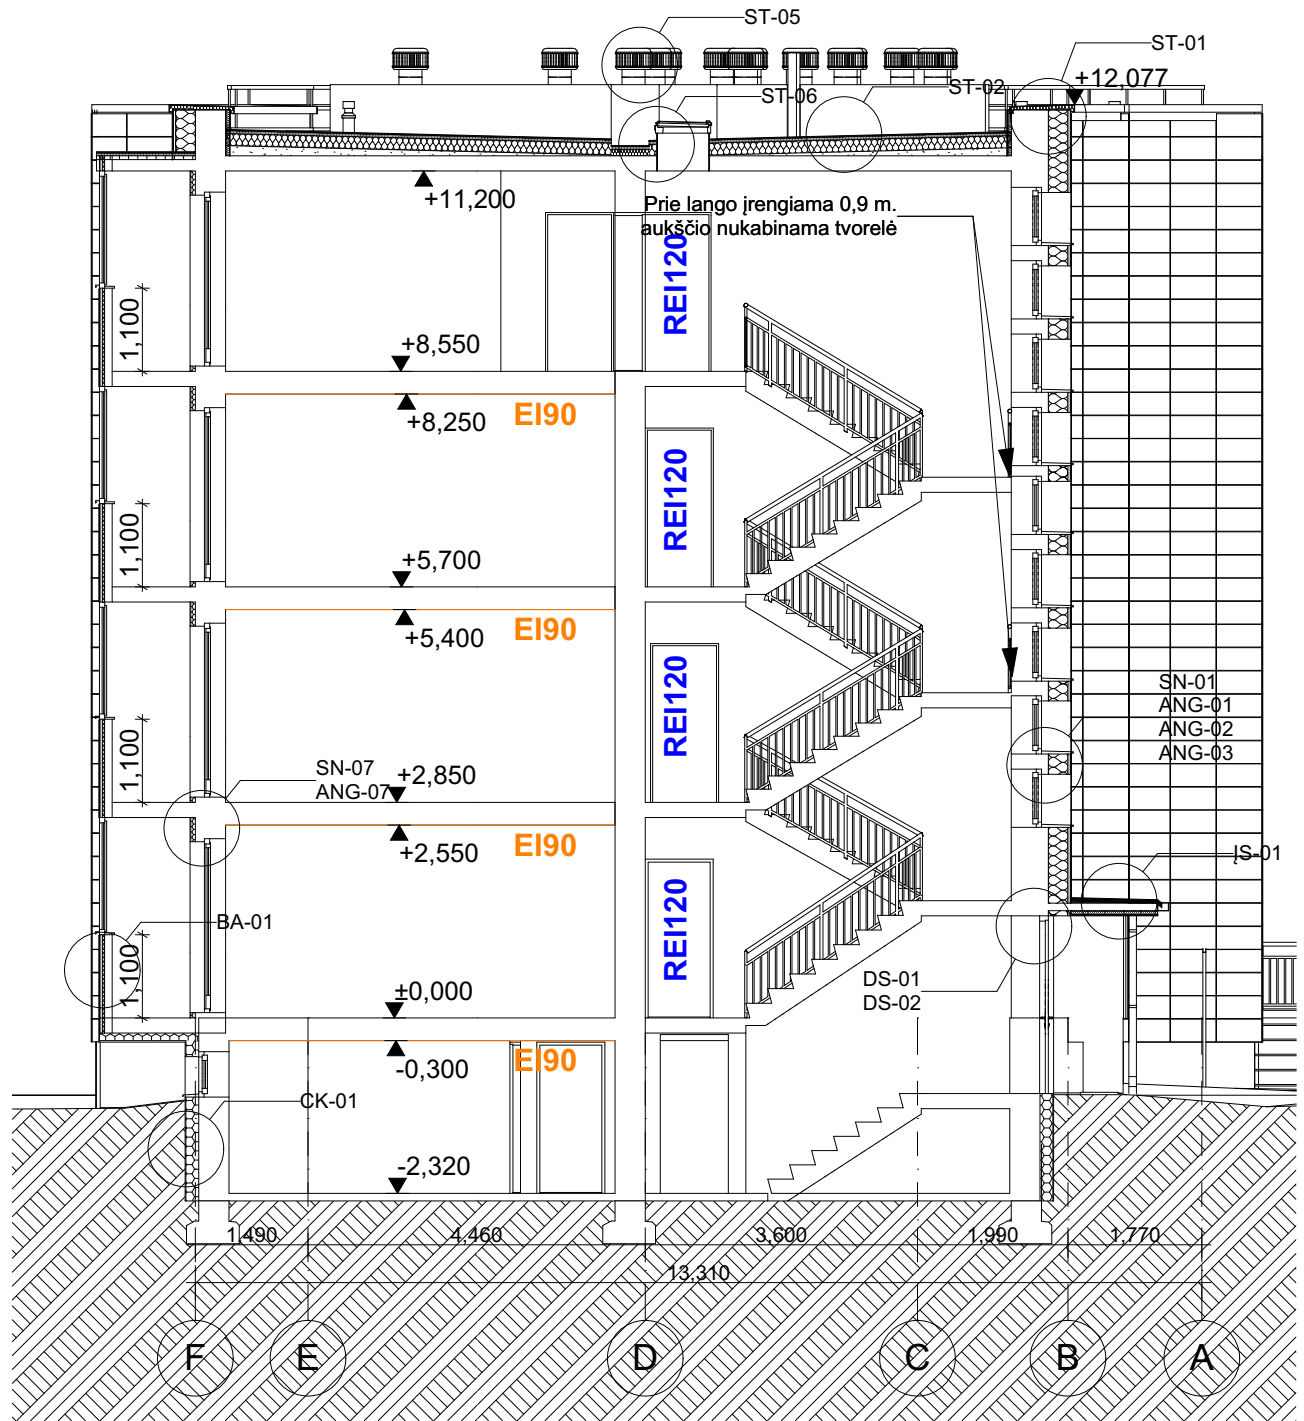 ST-05
ST-01
+12,077
ST-02
ST-06
+11,200
Prie lango įrengiama 0,9 m.
aukščio nukabinama tvorelė
REI120
1,100
+8,550
+8,250
EI90
REI120
1,100
+5,700
+5,400
EI90
REI120
SN-01
ANG-01
ANG-02
ANG-03
1,100
SN-07
ANG-07
+2,850
+2,550
EI90
ĮS-01
REI120
BA-01
1,100
DS-01
DS-02
±0,000
-0,300
EI90
CK-01
-2,320
1,490
4,460
3,600
1,990
1,770
13,310
F
E
D
C
B
A